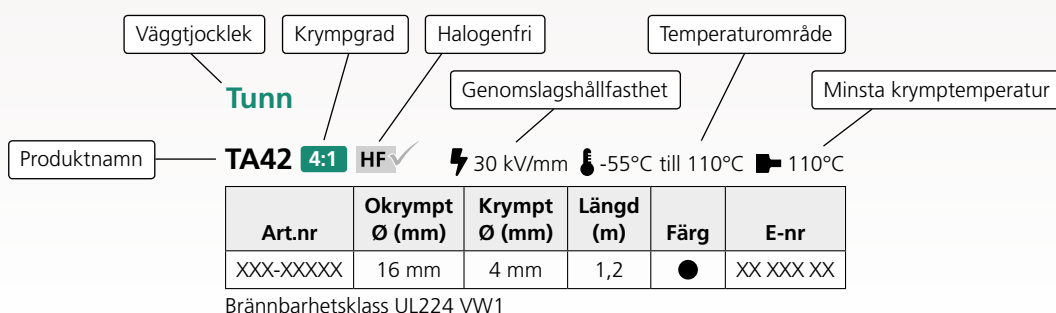 Väggtjocklek Krympgrad Halogenfri Temperaturområde
Genomslagshållfasthet Minsta krymptemperatur
Tunn
Produktnamn TA42 4:1 HF 30 kV/mm -55°C till 110°C 110°C
Art.nr Okrympt Ø (mm) Krympt Ø (mm) Längd (m) Färg E-nr
XXX-XXXXX 16 mm 4 mm 1,2 XX XXX XX
Brännbarhetsklass UL224 VW1